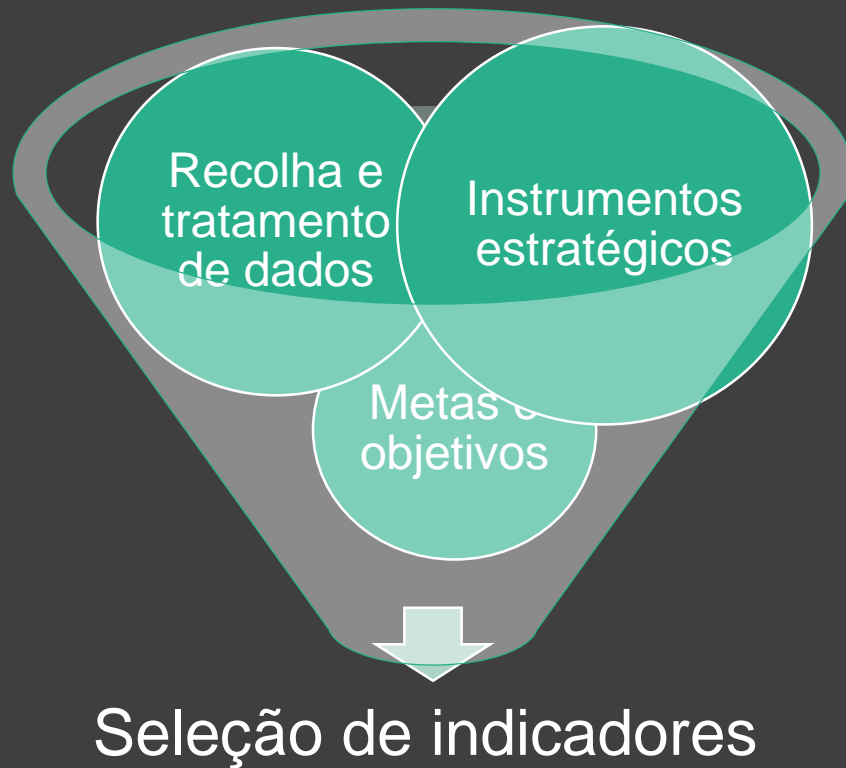 Recolha e
tratamento
de dados
Instrumentos
estratégicos
Metas e
objetivos
Seleção de indicadores